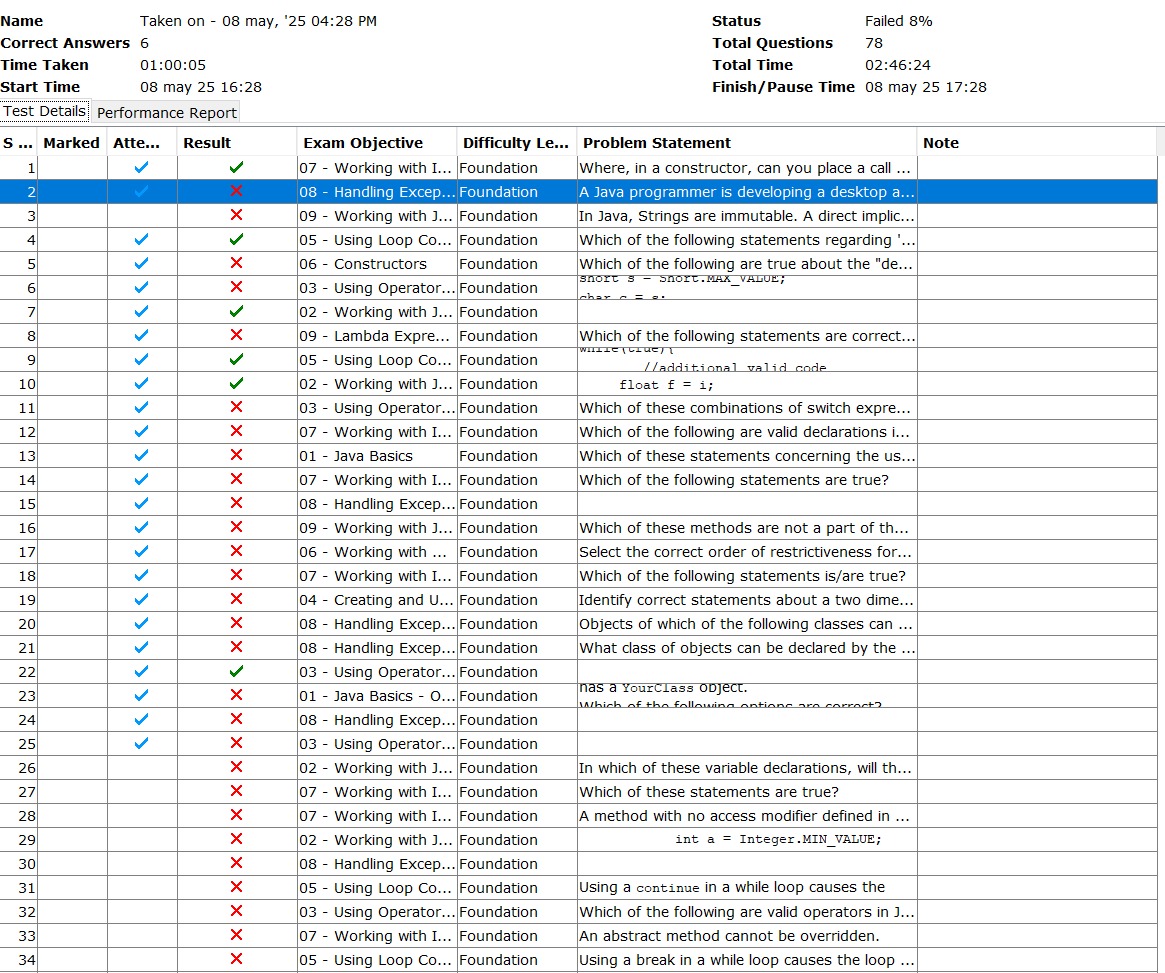 Name Taken on - 08 may, '25 04:28 PM Status Failed 8%
Correct Answers 6 Total Questions 78
Time Taken 01:00:05 Total Time 02:46:24
Start Time 08 may 25 16:28 Finish/Pause Time 08 may 25 17:28
Test Details Performance Report
S ... Marked Atte... Result Exam Objective Difficulty Le... Problem Statement Note
1 07 - Working with I... Foundation Where, in a constructor, can you place a call ...
2 08 - Handling Excep... Foundation A Java programmer is developing a desktop a...
3 09 - Working with J... Foundation In Java, Strings are immutable. A direct implic...
4 05 - Using Loop Co... Foundation Which of the following statements regarding '...
5 06 - Constructors Foundation Which of the following are true about the "de...
short s = Short.MAX_VALUE;
6 03 - Using Operator... Foundation
char c = s;
7 02 - Working with J... Foundation
8 09 - Lambda Expre... Foundation Which of the following statements are correct...
while(true){
9 05 - Using Loop Co... Foundation
//additional valid code
10 02 - Working with J... Foundation float f = i;
11 03 - Using Operator... Foundation Which of these combinations of switch expre...
12 07 - Working with I... Foundation Which of the following are valid declarations i...
13 01 - Java Basics Foundation Which of these statements concerning the us...
14 07 - Working with I... Foundation Which of the following statements are true?
15 08 - Handling Excep... Foundation
16 09 - Working with J... Foundation Which of these methods are not a part of th...
17 06 - Working with ... Foundation Select the correct order of restrictiveness for...
18 07 - Working with I... Foundation Which of the following statements is/are true?
19 04 - Creating and U... Foundation Identify correct statements about a two dime...
20 08 - Handling Excep... Foundation Objects of which of the following classes can ...
21 08 - Handling Excep... Foundation What class of objects can be declared by the ...
22 03 - Using Operator... Foundation
has a YourClass object.
23 01 - Java Basics - O... Foundation
Which of the following options are correct?
24 08 - Handling Excep... Foundation
25 03 - Using Operator... Foundation
26 02 - Working with J... Foundation In which of these variable declarations, will th...
27 07 - Working with I... Foundation Which of these statements are true?
28 07 - Working with I... Foundation A method with no access modifier defined in ...
29 02 - Working with J... Foundation int a = Integer.MIN_VALUE;
30 08 - Handling Excep... Foundation
31 05 - Using Loop Co... Foundation Using a continue in a while loop causes the
32 03 - Using Operator... Foundation Which of the following are valid operators in J...
33 07 - Working with I... Foundation An abstract method cannot be overridden.
34 05 - Using Loop Co... Foundation Using a break in a while loop causes the loop ...